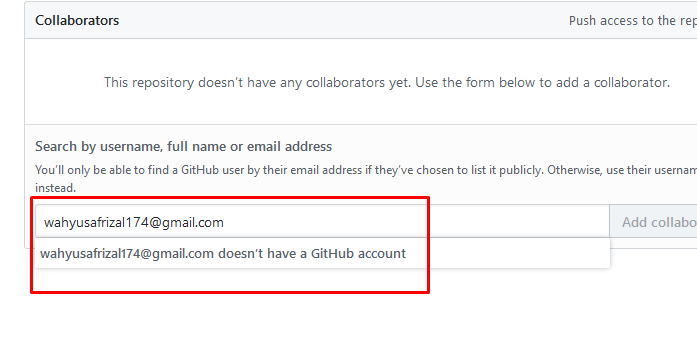 Collaborators
Push access to the rep
This repository doesn't have any collaborators yet. Use the form below to add a collaborator.
Search by username, full name or email address
You'll only be able to find a GitHub user by their email address if they've chosen to list it publicly. Otherwise, use their usernam
instead.
wahyusafrizal174@gmail.com
Add collabo
wahyusafrizal174@gmail.com doesn't have a GitHub account